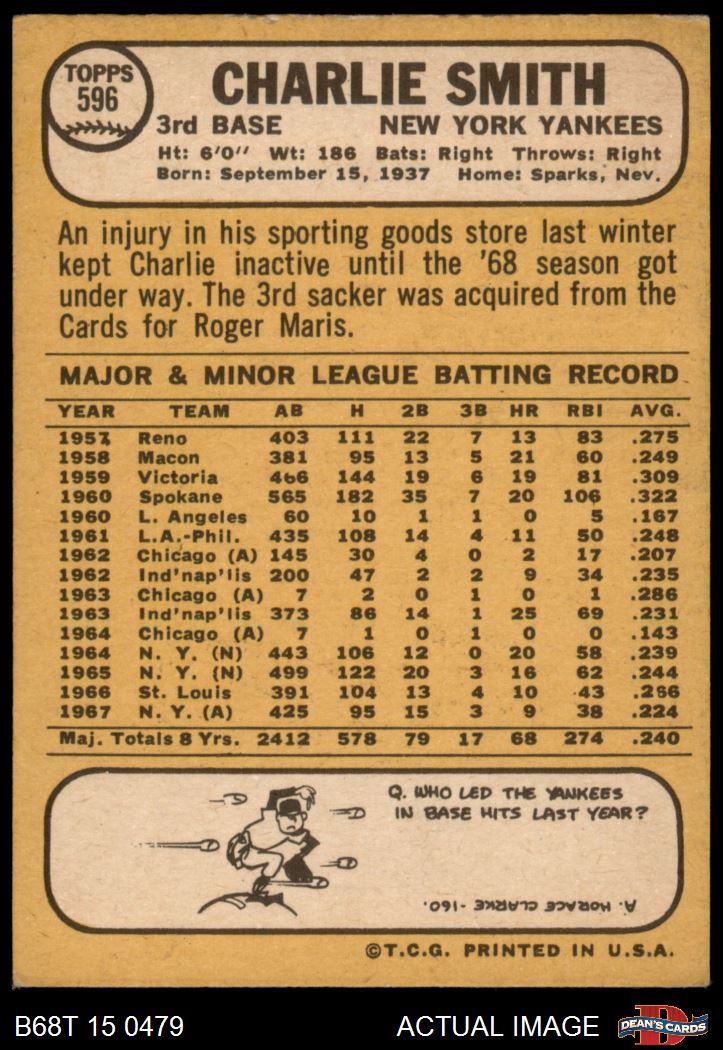 TOPPS
596
CHARLIE SMITH
3rd BASE NEW YORK YANKEES
Ht: 6'0" Wt: 186 Bats: Right Throws: Right
Born: September 15, 1937 Home: Sparks, Nev.
An injury in his sporting goods store last winter
kept Charlie inactive until the '68 season got
under way. The 3rd sacker was acquired from the
Cards for Roger Maris.
MAJOR & MINOR LEAGUE BATTING RECORD
YEAR TEAM AB H 2B 3B HR RBI AVG.
1957 Reno 403 111 22 7 13 83 .275
1958 Macon 381 95 13 5 21 60 .249
1959 Victoria 466 144 19 6 19 81 .309
1960 Spokane 565 182 35 7 20 106 .322
1960 L. Angeles 60 10 1 1 0 5 .167
1961 L.A.-Phil. 435 108 14 4 11 50 .248
1962 Chicago (A) 145 30 4 0 2 17 .207
1962 Ind'nap'lis 200 47 2 2 9 34 .235
1963 Chicago (A) 7 2 0 1 0 1 .286
1963 Ind'nap'lis 373 86 14 1 25 69 .231
1964 Chicago (A) 7 1 0 1 0 0 .143
1964 N. Y. (N) 443 106 12 0 20 58 .239
1965 N. Y. (N) 499 122 20 3 16 62 .244
1966 St. Louis 391 104 13 4 10 43 .266
1967 N. Y. (A) 425 95 15 3 9 38 .224
Maj. Totals 8 Yrs. 2412 578 79 17 68 274 .240
Q. WHO LED THE YANKEES
IN BASE HITS LAST YEAR?
A. HORACE CLARKE - 160.
©T.C.G. PRINTED IN U.S.A.
B68T 15 0479 ACTUAL IMAGE
D
DEAN'S CARDS